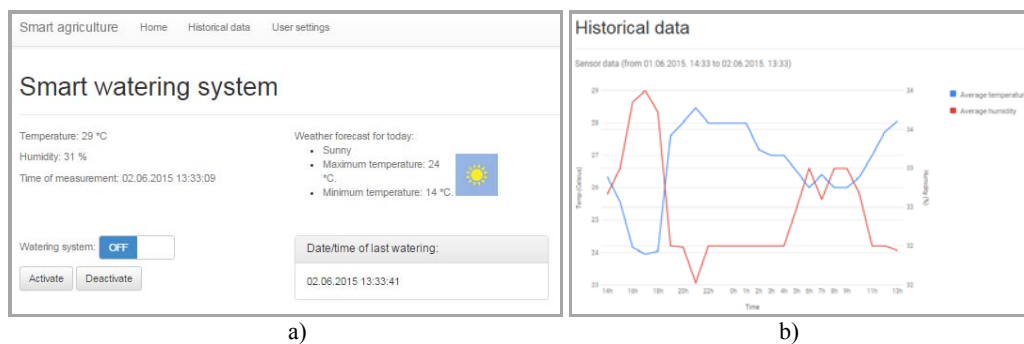 Smart agriculture Home Historical data User settings
Smart watering system
Temperature: 29 °C
Humidity: 31 %
Time of measurement: 02.06.2015 13:33:09
Weather forecast for today:
• Sunny
• Maximum temperature: 24
°C.
• Minimum temperature: 14 °C.
Watering system: OFF
Activate Deactivate
Date/time of last watering:
02.06.2015 13:33:41
a)
Historical data
Sensor data (from 01.06.2015. 14:33 to 02.06.2015. 13:33)
Average temperatur
Average humidity
Temp (Celsius)
29
28
27
26
25
24
23
34
34
33
33
32
32
Humidity (%)
14h 16h 18h 20h 22h 0h 1h 2h 3h 4h 5h 6h 7h 8h 9h 11h 13h
Time
b)